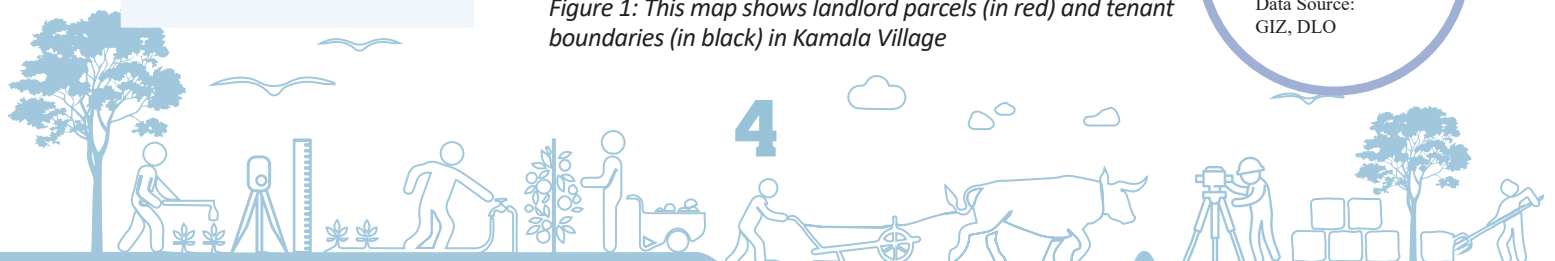 Figure 1: This map shows landlord parcels (in red) and tenant
boundaries (in black) in Kamala Village
Data Source:
GIZ, DLO
4